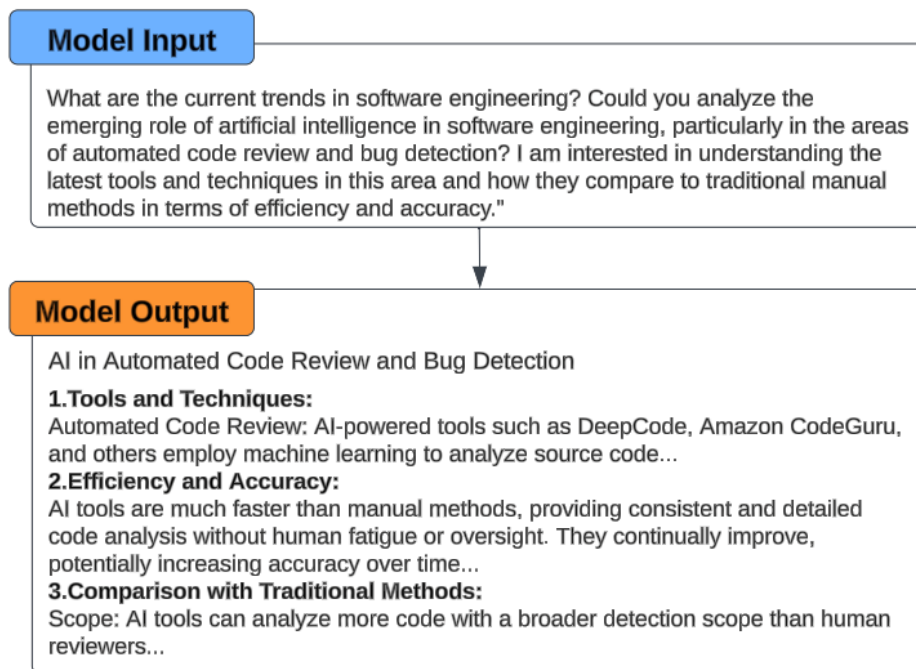 Model Input
What are the current trends in software engineering? Could you analyze the
emerging role of artificial intelligence in software engineering, particularly in the areas
of automated code review and bug detection? I am interested in understanding the
latest tools and techniques in this area and how they compare to traditional manual
methods in terms of efficiency and accuracy."
Model Output
AI in Automated Code Review and Bug Detection
1.Tools and Techniques:
Automated Code Review: AI-powered tools such as DeepCode, Amazon CodeGuru,
and others employ machine learning to analyze source code...
2.Efficiency and Accuracy:
AI tools are much faster than manual methods, providing consistent and detailed
code analysis without human fatigue or oversight. They continually improve,
potentially increasing accuracy over time...
3.Comparison with Traditional Methods:
Scope: AI tools can analyze more code with a broader detection scope than human
reviewers...